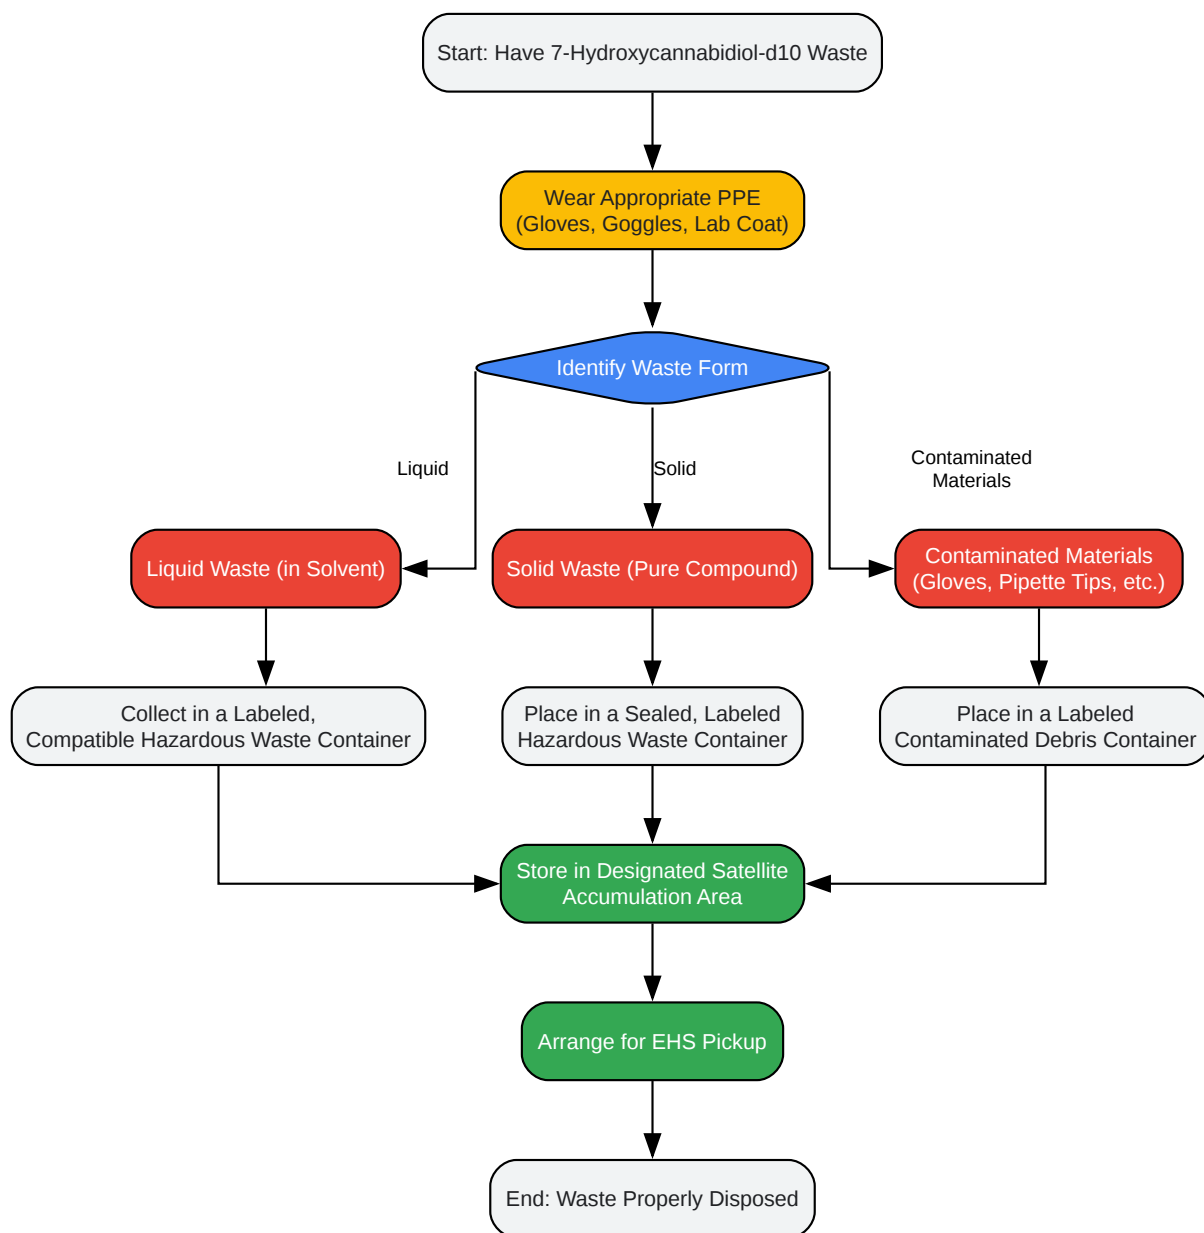 Start: Have 7-Hydroxycannabidiol-d10 Waste
Wear Appropriate PPE
(Gloves, Goggles, Lab Coat)
Identify Waste Form
Liquid
Solid
Contaminated
Materials
Liquid Waste (in Solvent)
Solid Waste (Pure Compound)
Contaminated Materials
(Gloves, Pipette Tips, etc.)
Collect in a Labeled,
Compatible Hazardous Waste Container
Place in a Sealed, Labeled
Hazardous Waste Container
Place in a Labeled
Contaminated Debris Container
Store in Designated Satellite
Accumulation Area
Arrange for EHS Pickup
End: Waste Properly Disposed